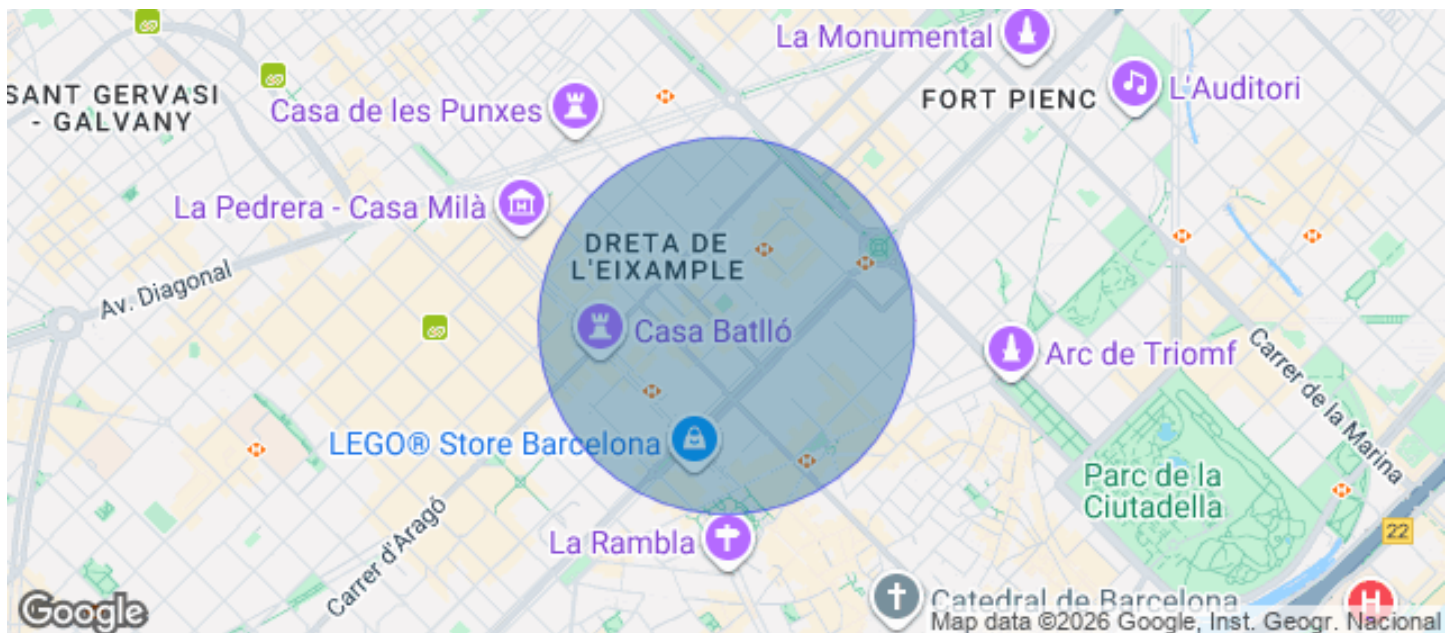 La Monumental
SANT GERVASI
- GALVANY
Casa de les Punxes
FORT PIENC
L'Auditori
La Pedrera - Casa Milà
DRETA DE
L'EIXAMPLE
Av. Diagonal
Casa Batlló
Arc de Triomf
Carrer de la Marina
LEGO® Store Barcelona
Parc de la
Ciutadella
Carrer d'Aragó
La Rambla
22
Catedral de Barcelona
H
Google
Map data ©2026 Google, Inst. Geogr. Nacional